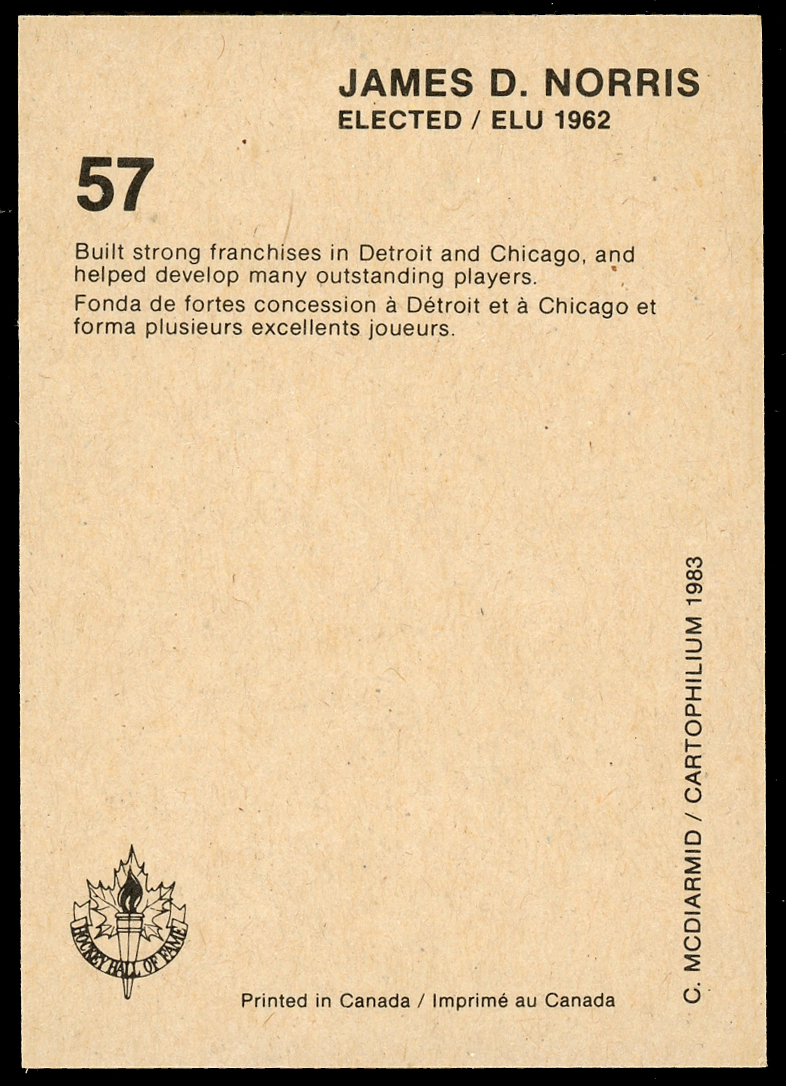 JAMES D. NORRIS
ELECTED / ELU 1962
57
Built strong franchises in Detroit and Chicago, and
helped develop many outstanding players.
Fonda de fortes concession à Détroit et à Chicago et
forma plusieurs excellents joueurs.
C. MCDIARMID / CARTOPHILIUM 1983
HOCKEY HALL OF FAME
Printed in Canada / Imprimé au Canada